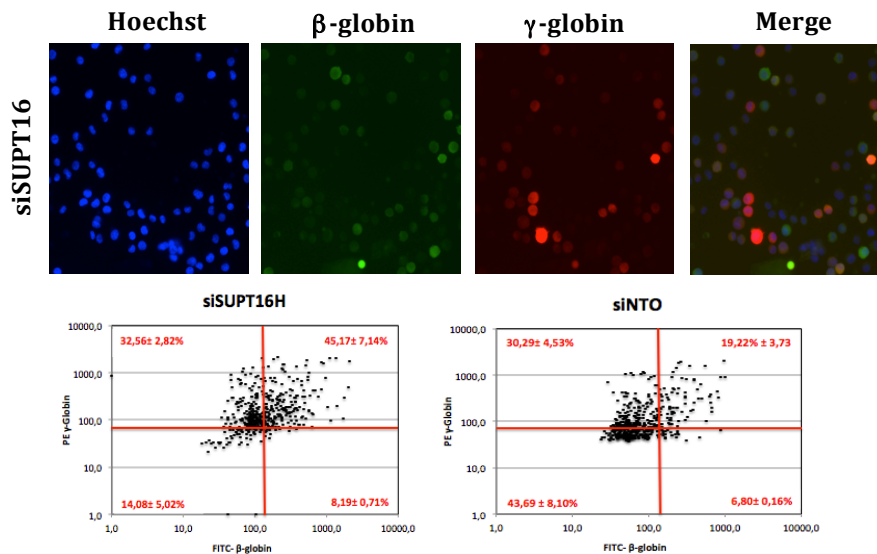 Hoechst β-globin γ-globin Merge
siSUPT16
siSUPT16H
10000,0
1000,0
100,0
10,0
1,0
PE γ-Globin
32,56± 2,82%
45,17± 7,14%
14,08± 5,02%
8,19± 0,71%
1,0 10,0 100,0 1000,0 10000,0
FITC- β-globin
siNTO
10000,0
1000,0
100,0
10,0
1,0
PE γ-Globin
30,29± 4,53%
19,22% ± 3,73
43,69 ± 8,10%
6,80± 0,16%
1,0 10,0 100,0 1000,0 10000,0
FITC- β-globin